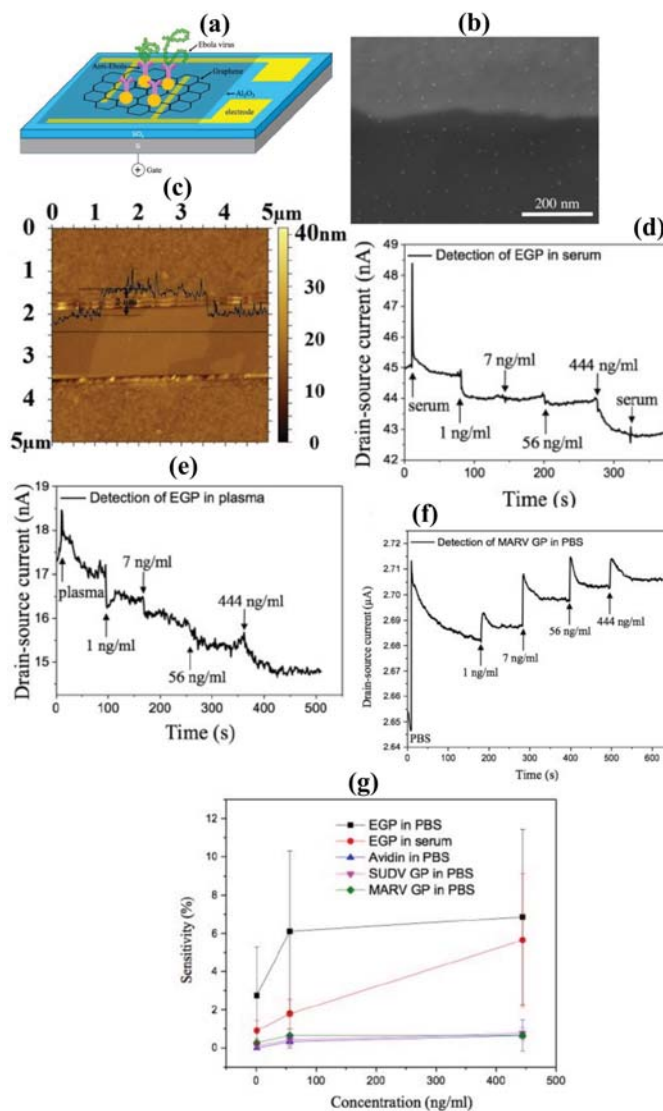 (a)
Ebola virus
Anti-Ebola
Graphene
Al2O3
electrode
SiO2
Si
Gate
(b)
200 nm
(c)
0 1 2 3 4 5μm
0
1
2
3
4
5μm
40nm
30
20
10
0
(d)
Detection of EGP in serum
Drain-source current (nA)
49
48
47
46
45
44
43
42
serum
1 ng/ml
7 ng/ml
56 ng/ml
444 ng/ml
serum
0 100 200 300
Time (s)
(e)
Detection of EGP in plasma
Drain-source current (nA)
19
18
17
16
15
plasma
1 ng/ml
7 ng/ml
56 ng/ml
444 ng/ml
0 100 200 300 400 500
Time (s)
(f)
Detection of MARV GP in PBS
Drain-source current (μA)
2.72
2.71
2.70
2.69
2.68
2.67
2.66
2.65
2.64
PBS
1 ng/ml
7 ng/ml
56 ng/ml
444 ng/ml
0 100 200 300 400 500 600
Time (s)
(g)
EGP in PBS
EGP in serum
Avidin in PBS
SUDV GP in PBS
MARV GP in PBS
Sensitivity (%)
12
10
8
6
4
2
0
0 100 200 300 400 500
Concentration (ng/ml)